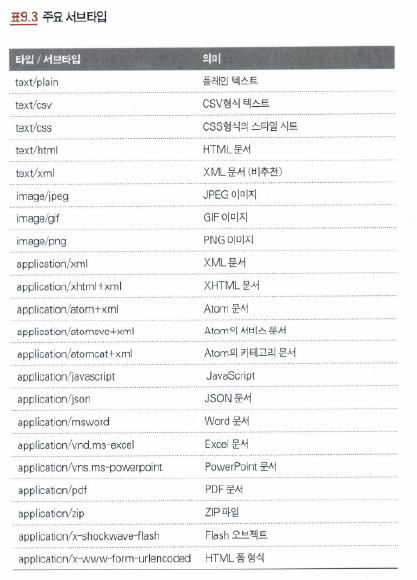 표9.3 주요 서브타입
타입 / 서브타입 의미
text/plain 플레인 텍스트
text/csv CSV형식 텍스트
text/css CSS형식의 스타일 시트
text/html HTML 문서
text/xml XML 문서 (비추천)
image/jpeg JPEG 이미지
image/gif GIF 이미지
image/png PNG 이미지
application/xml XML 문서
application/xhtml+xml XHTML 문서
application/atom+xml Atom 문서
application/atomsvc+xml Atom의 서비스 문서
application/atomcat+xml Atom의 카테고리 문서
application/javascript JavaScript
application/json JSON 문서
application/msword Word 문서
application/vnd.ms-excel Excel 문서
application/vns.ms-powerpoint PowerPoint 문서
application/pdf PDF 문서
application/zip ZIP 파일
application/x-shockwave-flash Flash 오브젝트
application/x-www-form-urlencoded HTML 폼 형식